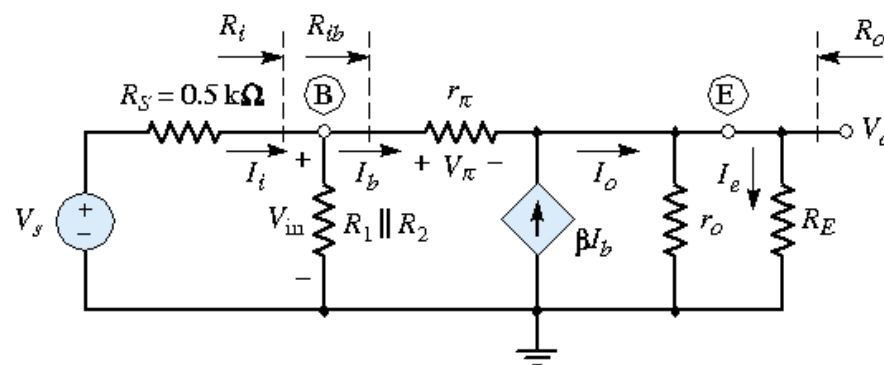 R_i
R_ib
R_o
R_S = 0.5 kΩ
B
r_π
E
I_i
+
I_b
+ V_π −
I_o
I_e
V_s
+
−
V_in
R_1 || R_2
βI_b
r_o
R_E
−